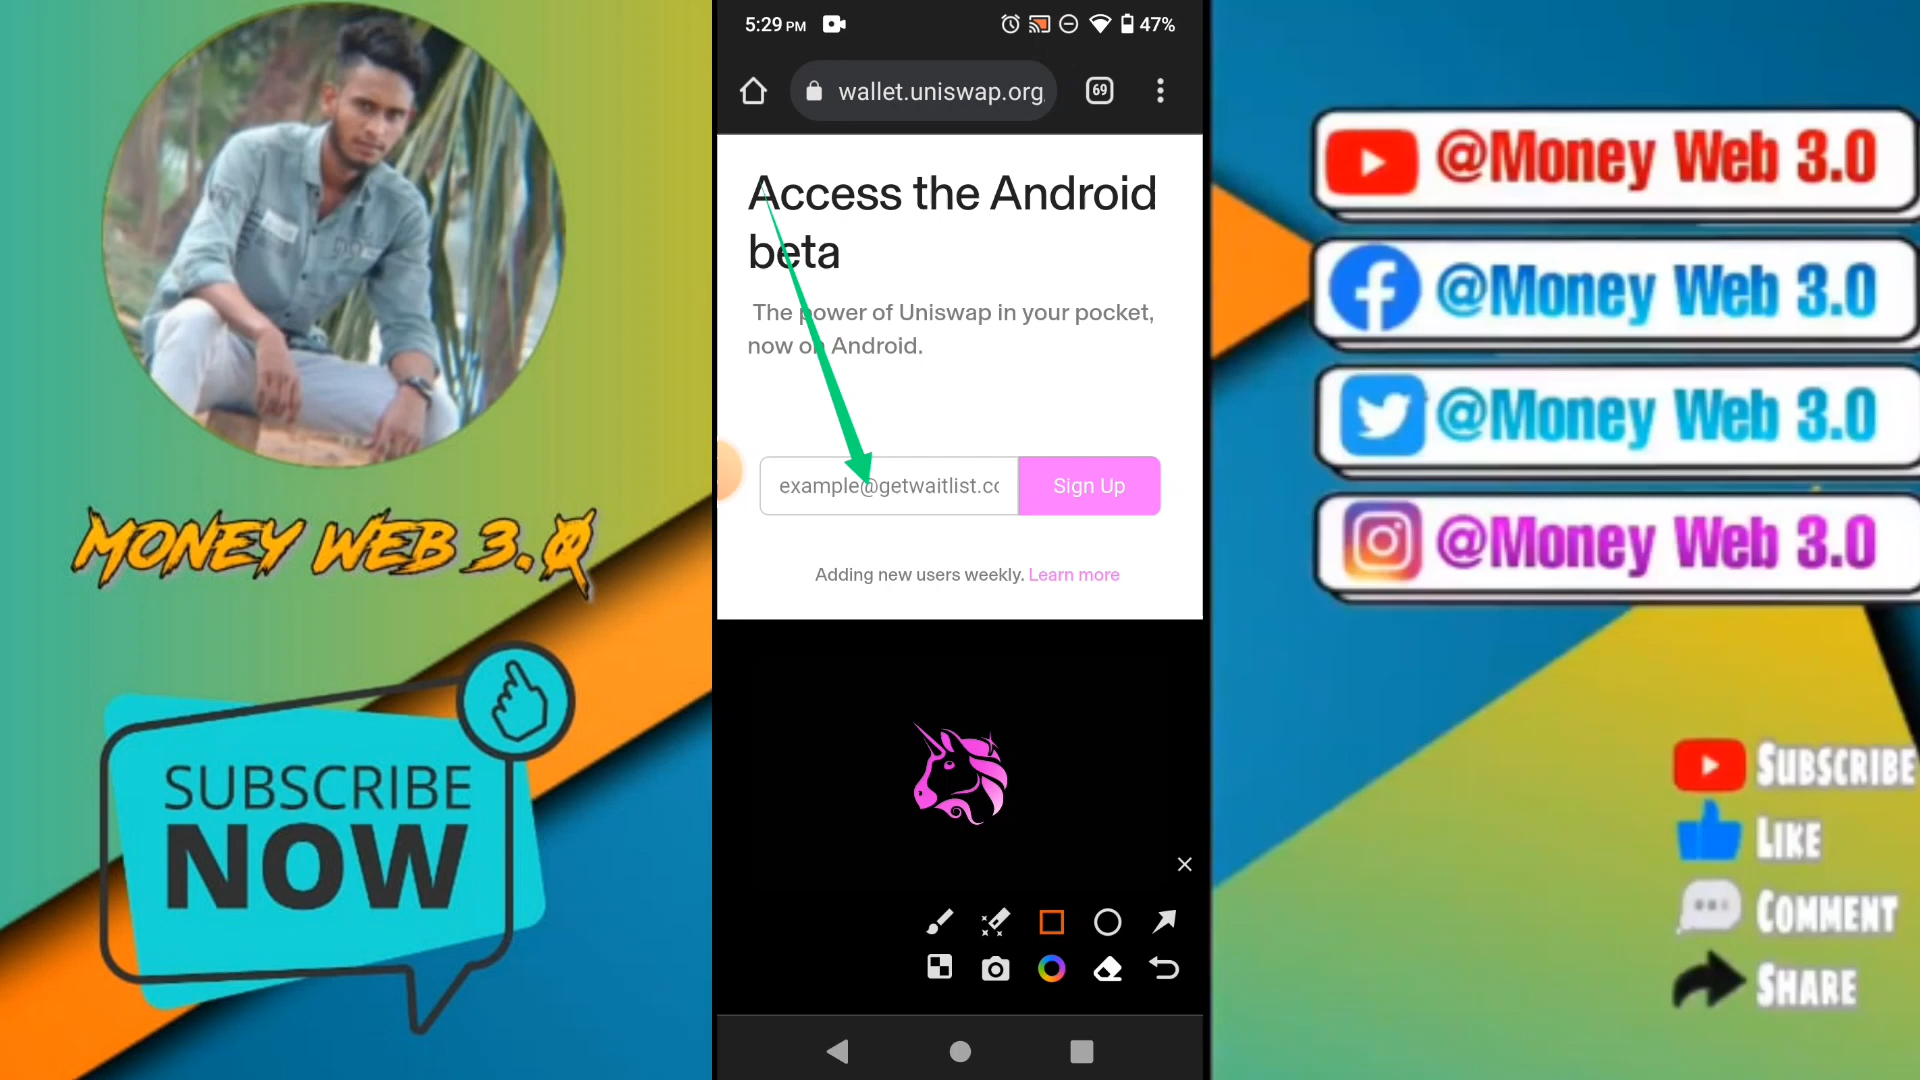 5:29 PM
47%
wallet.uniswap.org
69
Access the Android
beta
The power of Uniswap in your pocket,
now on Android.
example@getwaitlist.cc
Sign Up
Adding new users weekly. Learn more
MONEY WEB 3.0
SUBSCRIBE
NOW
@Money Web 3.0
@Money Web 3.0
@Money Web 3.0
@Money Web 3.0
SUBSCRIBE
LIKE
COMMENT
SHARE